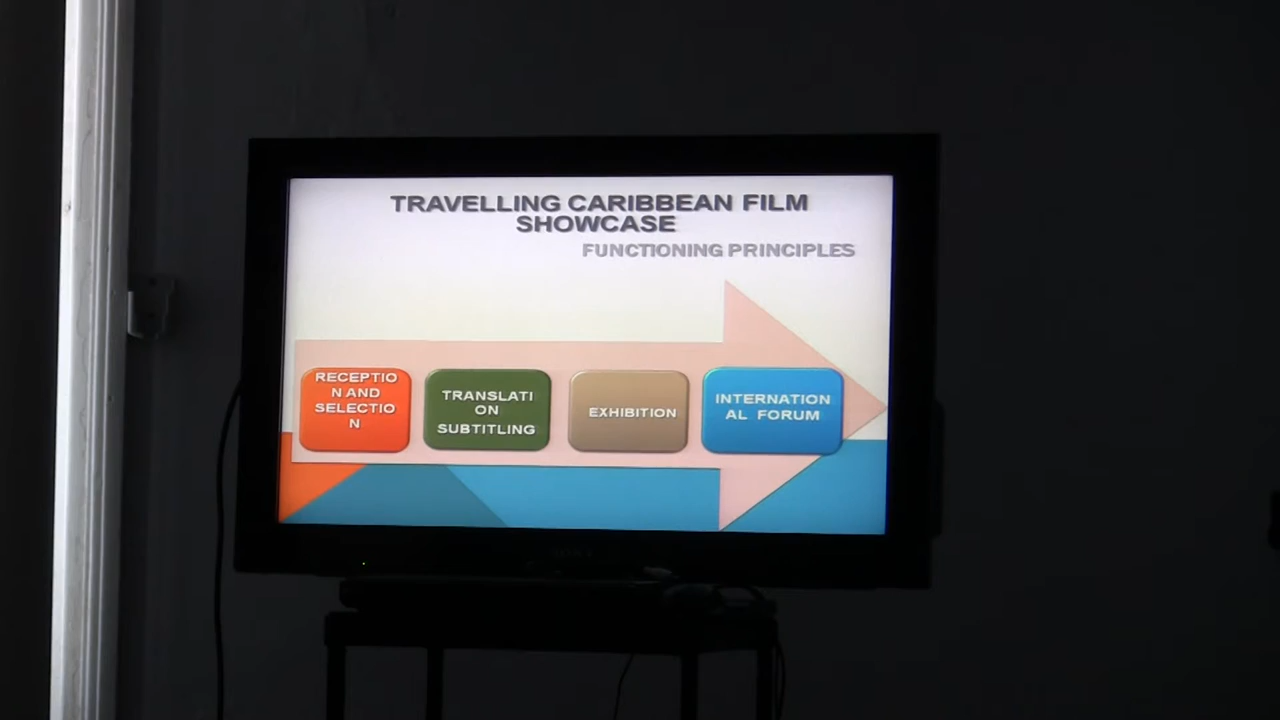 TRAVELLING CARIBBEAN FILM
SHOWCASE
FUNCTIONING PRINCIPLES
RECEPTIO
N AND
SELECTIO
N
TRANSLATI
ON
SUBTITLING
EXHIBITION
INTERNATION
AL FORUM